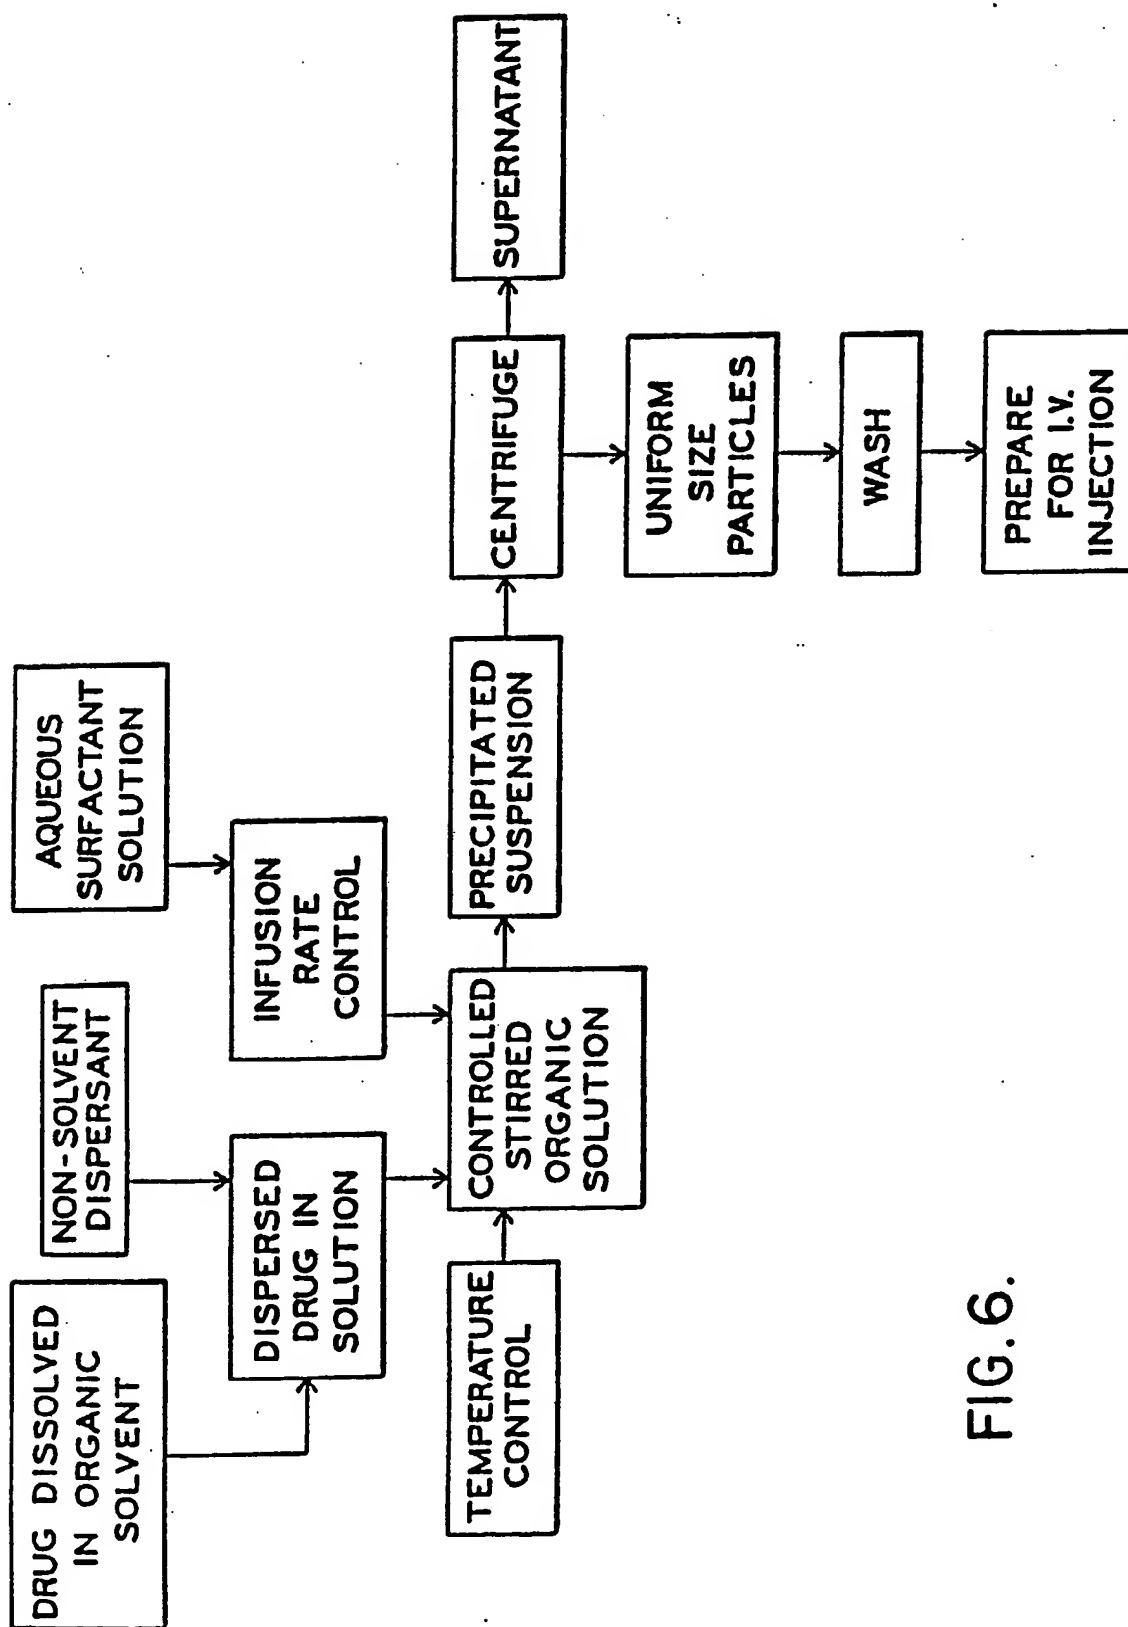 DRUG DISSOLVED
IN ORGANIC
SOLVENT
NON-SOLVENT
DISPERSANT
AQUEOUS
SURFACTANT
SOLUTION
DISPERSED
DRUG IN
SOLUTION
INFUSION
RATE
CONTROL
TEMPERATURE
CONTROL
CONTROLLED
STIRRED
ORGANIC
SOLUTION
PRECIPITATED
SUSPENSION
CENTRIFUGE
SUPERNATANT
UNIFORM
SIZE
PARTICLES
WASH
PREPARE
FOR I.V.
INJECTION
FIG.6.